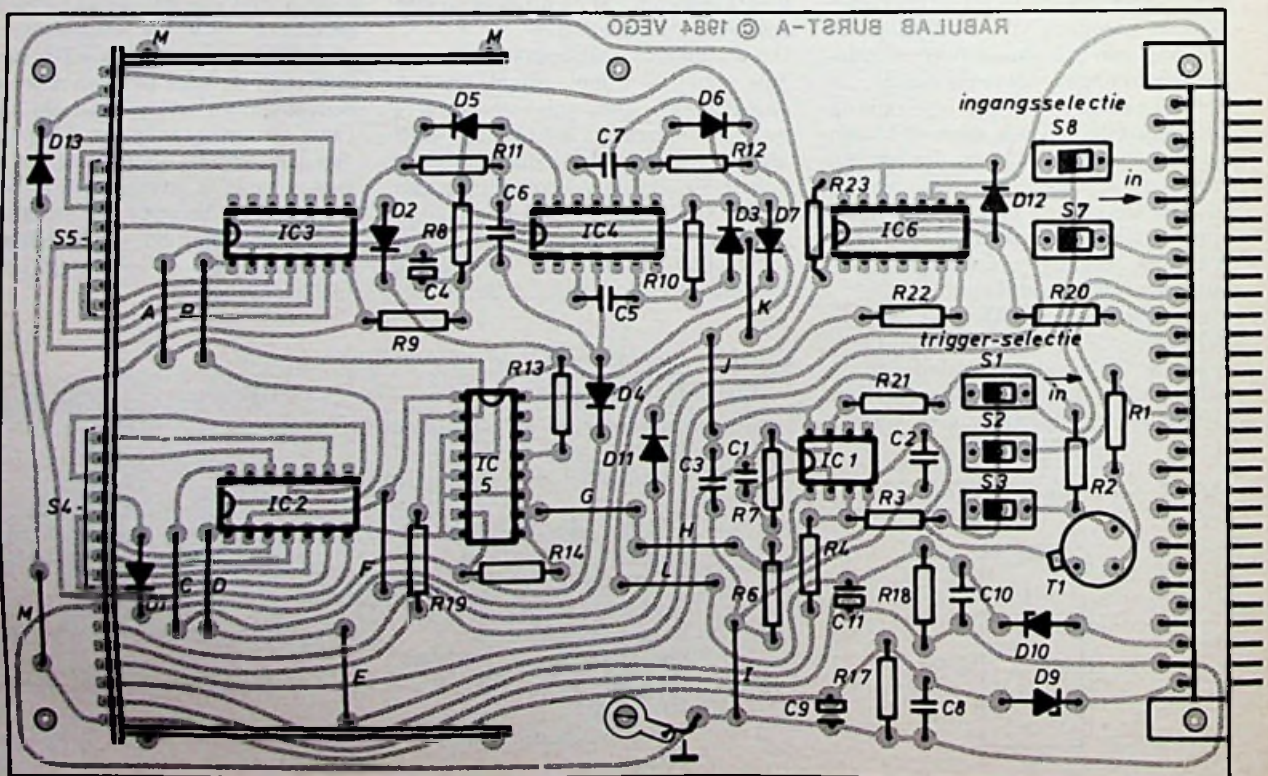 RABULAB BURST-A © 1984 VEGO
M
M
D5
D6
ingangsselectie
S8
D13
C7
R11
R12
in
R23
C6
D12
S7
D2
R8
D3
D7
S5
IC3
IC4
IC6
R10
C4
C5
R22
R20
A
B
K
R9
trigger-selectie
S1
R13
J
in
D4
R21
R1
S2
D11
C3
C1
C2
IC 5
IC1
R2
S4
IC2
G
R7
R3
S3
H
F
R14
R4
T1
D1
C
D
L
R6
R18
C10
M
R19
C11
D10
E
I
R17
D9
C9
C8